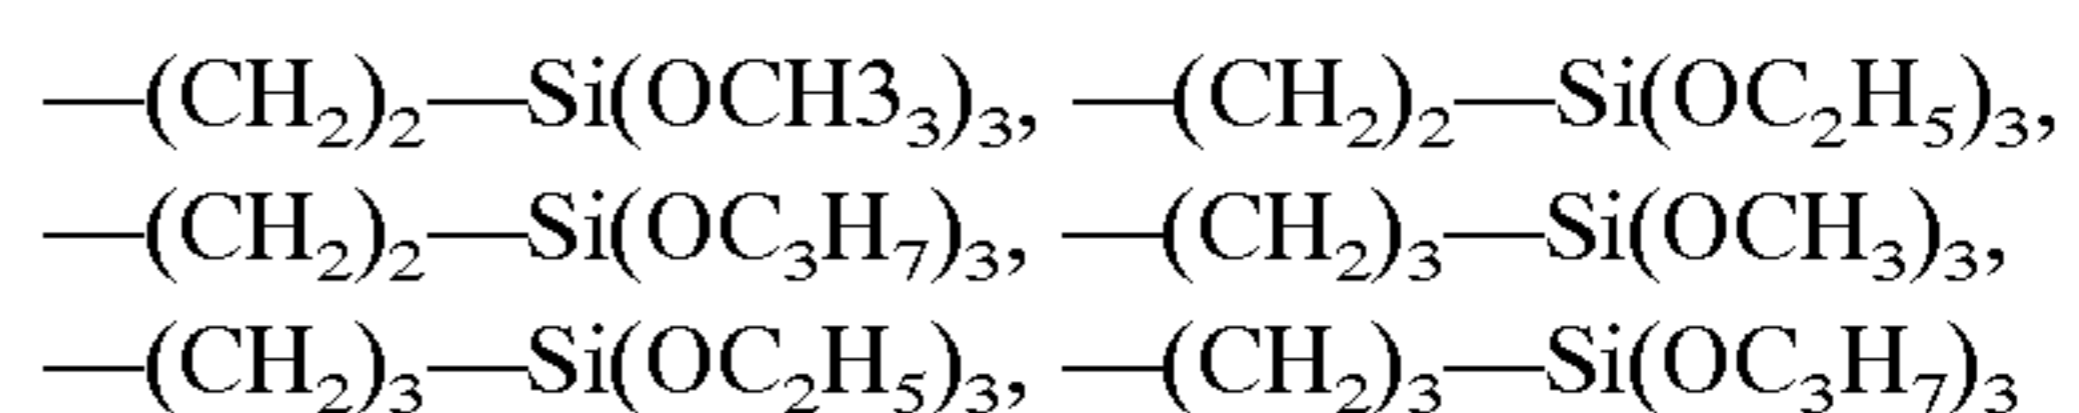 —(CH₂)₂—Si(OCH3₃)₃, —(CH₂)₂—Si(OC₂H₅)₃,
—(CH₂)₂—Si(OC₃H₇)₃, —(CH₂)₃—Si(OCH₃)₃,
—(CH₂)₃—Si(OC₂H₅)₃, —(CH₂)₃—Si(OC₃H₇)₃